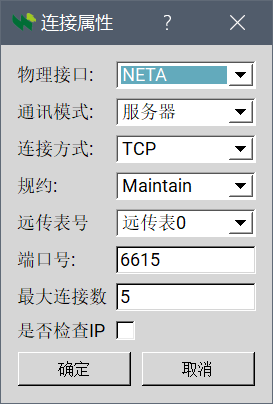 连接属性 ?
物理接口: NETA
通讯模式: 服务器
连接方式: TCP
规约: Maintain
远传表号 远传表0
端口号: 6615
最大连接数 5
是否检查IP
确定 取消